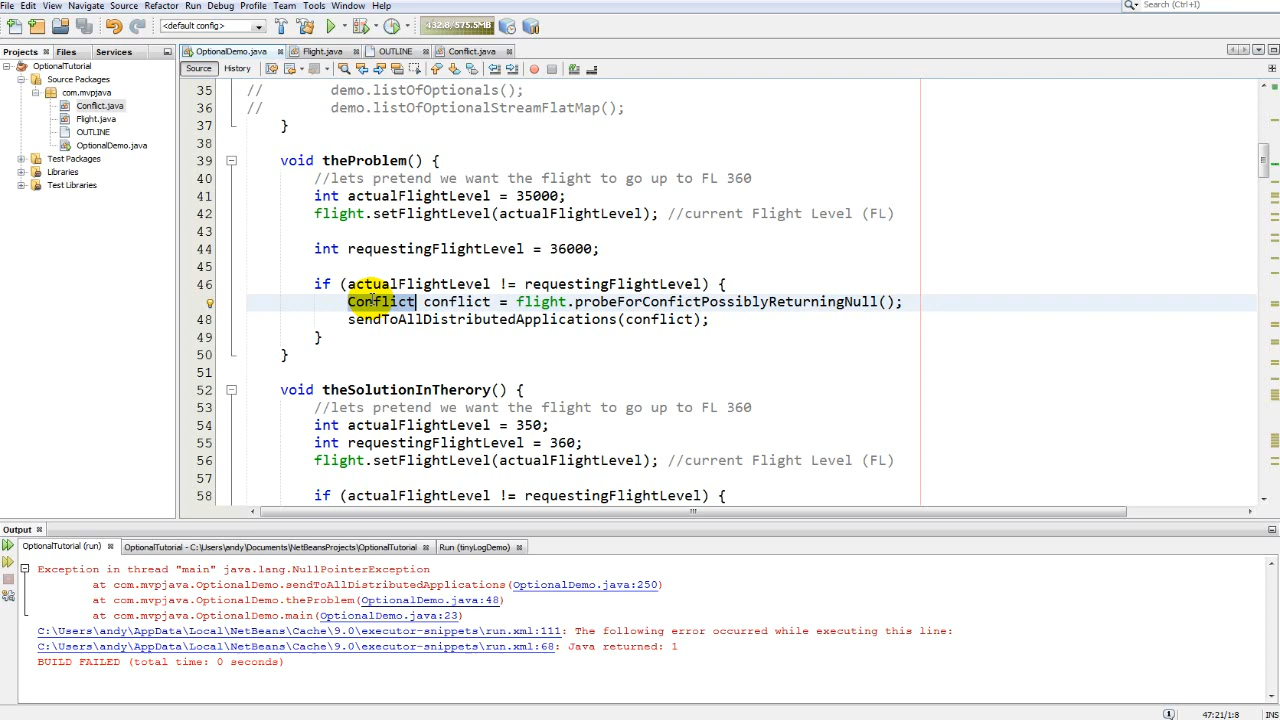 File Edit View Navigate Source Refactor Run Debug Profile Team Tools Window Help
Search (Ctrl+I)
<default config>
432.8/575.5MB
Projects Files Services
OptionalDemo.java Flight.java OUTLINE Conflict.java
OptionalTutorial
Source Packages
com.mvpjava
Conflict.java
Flight.java
OUTLINE
OptionalDemo.java
Test Packages
Libraries
Test Libraries
Source History
35 // demo.listOfOptionals();
36 // demo.listOfOptionalStreamFlatMap();
37 }
38
39 void theProblem() {
40 //lets pretend we want the flight to go up to FL 360
41 int actualFlightLevel = 35000;
42 flight.setFlightLevel(actualFlightLevel); //current Flight Level (FL)
43
44 int requestingFlightLevel = 36000;
45
46 if (actualFlightLevel != requestingFlightLevel) {
Conflict conflict = flight.probeForConfictPossiblyReturningNull();
48 sendToAllDistributedApplications(conflict);
49 }
50 }
51
52 void theSolutionInTherory() {
53 //lets pretend we want the flight to go up to FL 360
54 int actualFlightLevel = 350;
55 int requestingFlightLevel = 360;
56 flight.setFlightLevel(actualFlightLevel); //current Flight Level (FL)
57
58 if (actualFlightLevel != requestingFlightLevel) {
Output
OptionalTutorial (run) OptionalTutorial - C:\Users\andy\Documents\NetBeansProjects\OptionalTutorial Run (tinyLogDemo)
Exception in thread "main" java.lang.NullPointerException
at com.mvpjava.OptionalDemo.sendToAllDistributedApplications(OptionalDemo.java:250)
at com.mvpjava.OptionalDemo.theProblem(OptionalDemo.java:48)
at com.mvpjava.OptionalDemo.main(OptionalDemo.java:23)
C:\Users\andy\AppData\Local\NetBeans\Cache\9.0\executor-snippets\run.xml:111: The following error occurred while executing this line:
C:\Users\andy\AppData\Local\NetBeans\Cache\9.0\executor-snippets\run.xml:68: Java returned: 1
BUILD FAILED (total time: 0 seconds)
47:21/1:8 INS